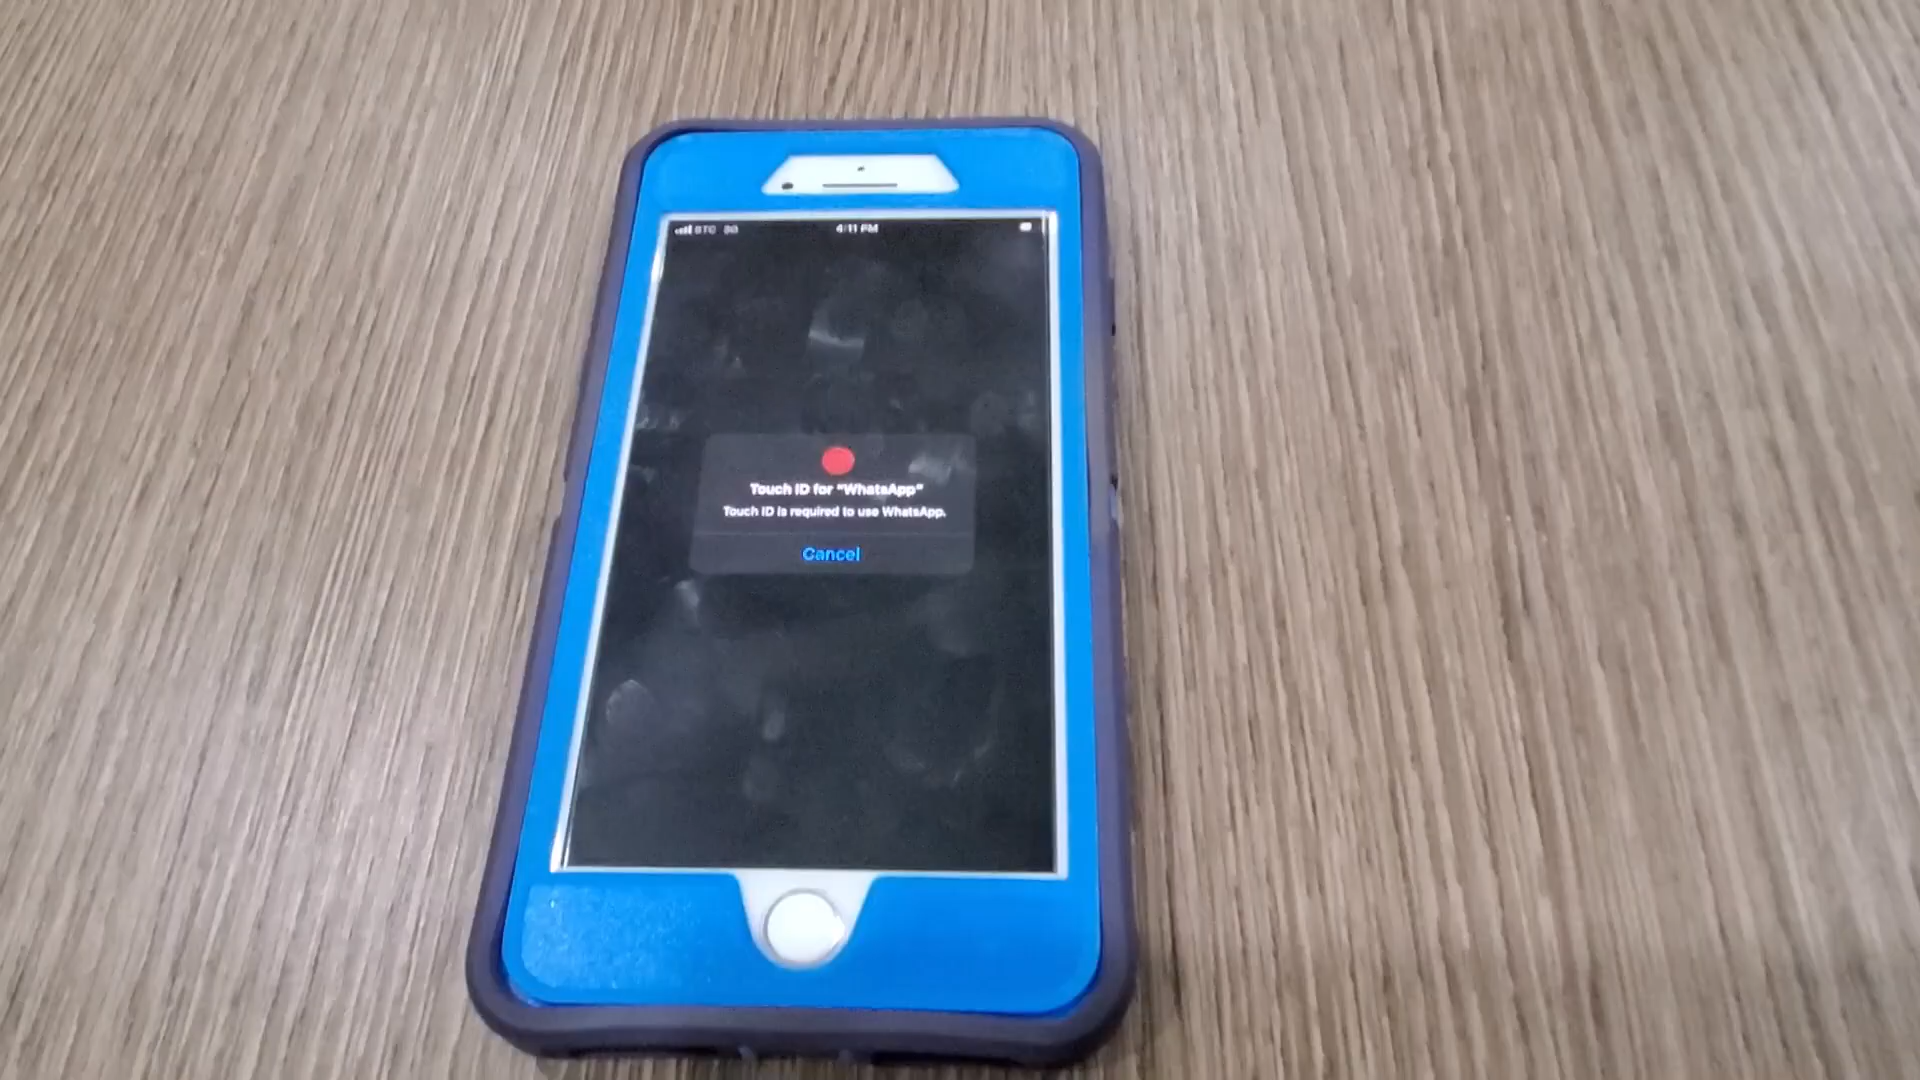 4:11 PM
Touch ID for "WhatsApp"
Touch ID is required to use WhatsApp.
Cancel